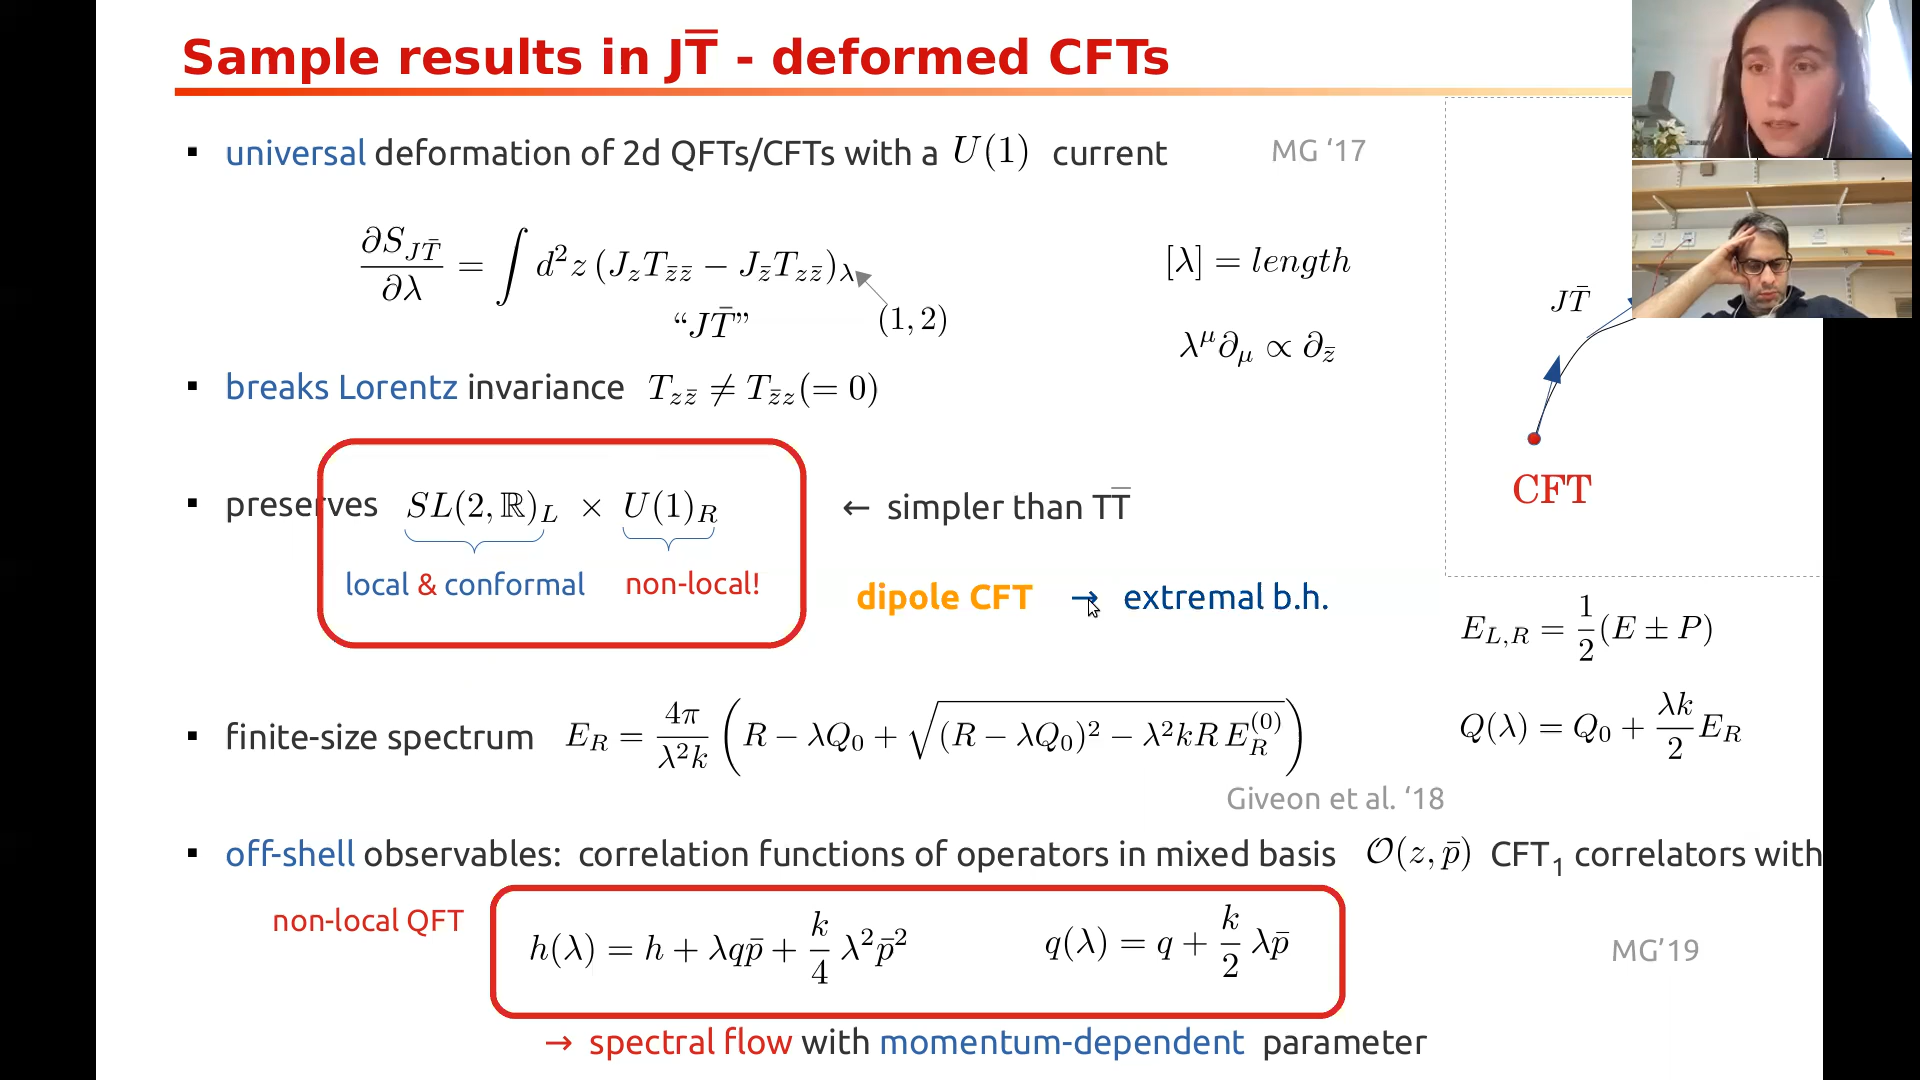 Sample results in JT̅ - deformed CFTs
▪ universal deformation of 2d QFTs/CFTs with a U(1) current
MG ‘17
∂S_{JT̄}/∂λ = ∫ d²z (J_z T_{z̄z̄} − J_{z̄} T_{zz̄})_λ
[λ] = length
“JT̄”
(1, 2)
λ^μ ∂_μ ∝ ∂_{z̄}
JT̄
▪ breaks Lorentz invariance T_{zz̄} ≠ T_{z̄z}(= 0)
CFT
▪ preserves SL(2, ℝ)_L × U(1)_R ← simpler than TT̅
local & conformal non-local!
dipole CFT → extremal b.h.
E_{L,R} = 1/2 (E ± P)
▪ finite-size spectrum E_R = 4π/(λ²k) (R − λQ_0 + √((R − λQ_0)² − λ²kR E_R^{(0)}))
Q(λ) = Q_0 + λk/2 E_R
Giveon et al. ‘18
▪ off-shell observables: correlation functions of operators in mixed basis 𝒪(z, p̄) CFT₁ correlators with
non-local QFT
h(λ) = h + λqp̄ + k/4 λ²p̄² q(λ) = q + k/2 λp̄
MG’19
→ spectral flow with momentum-dependent parameter